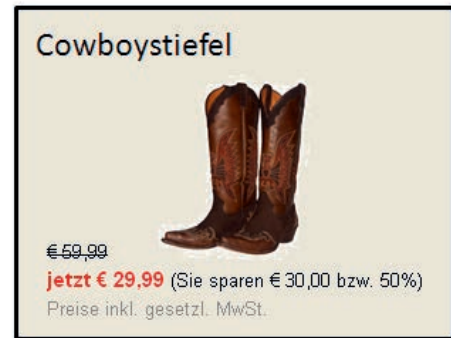 Cowboystiefel
€ 59,99
jetzt € 29,99 (Sie sparen € 30,00 bzw. 50%)
Preise inkl. gesetzl. MwSt.